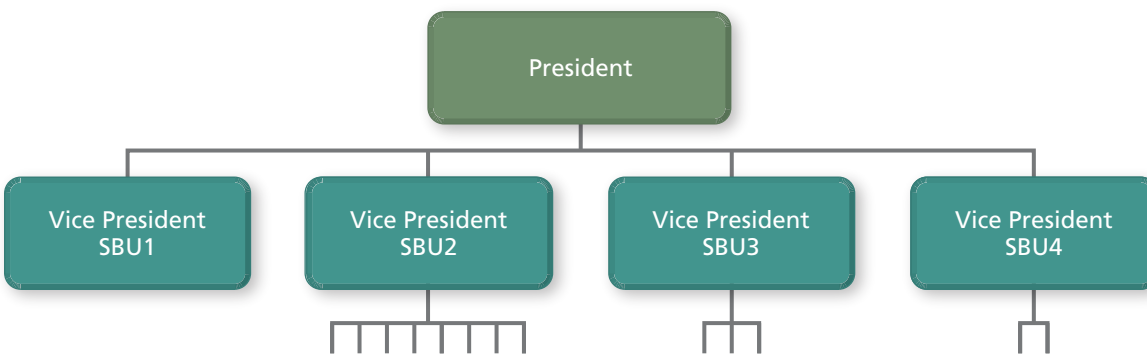 President
Vice President
SBU1
Vice President
SBU2
Vice President
SBU3
Vice President
SBU4